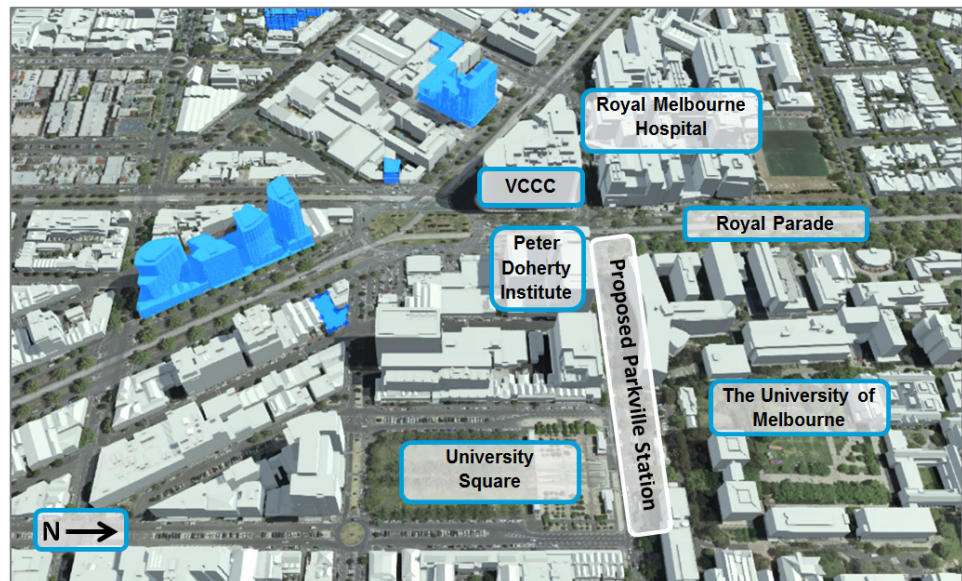 Royal Melbourne
Hospital
VCCC
Royal Parade
Peter
Doherty
Institute
Proposed Parkville Station
The University of
Melbourne
University
Square
N